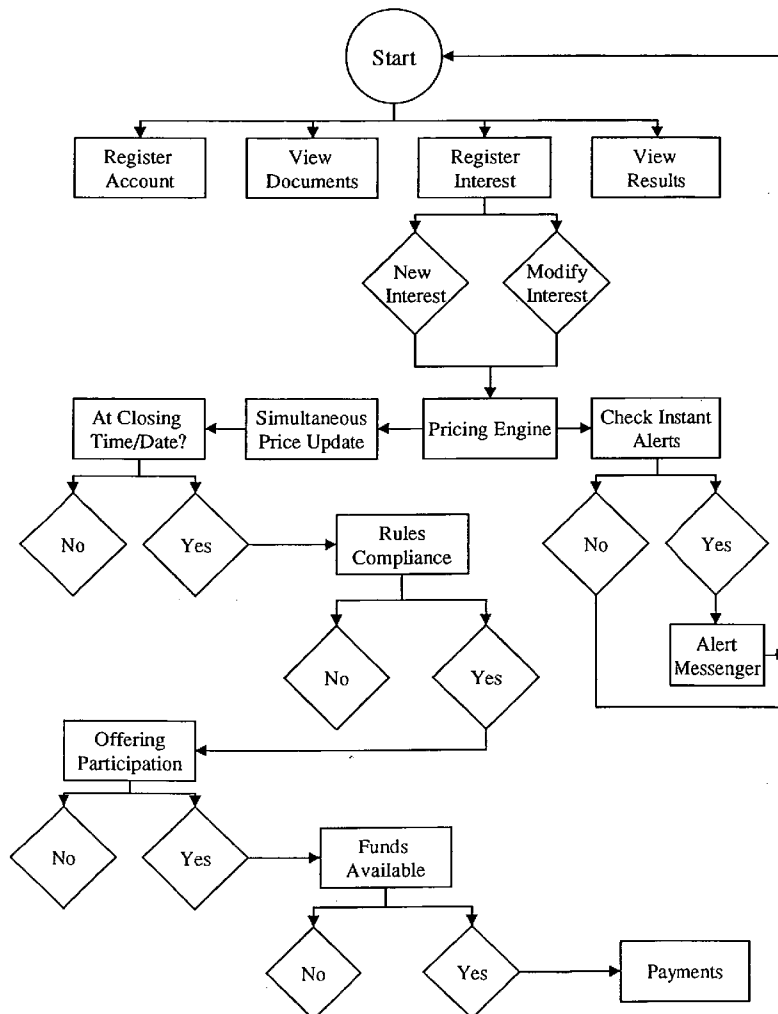 Start
Register
Account
View
Documents
Register
Interest
View
Results
New
Interest
Modify
Interest
At Closing
Time/Date?
Simultaneous
Price Update
Pricing Engine
Check Instant
Alerts
No
Yes
Rules
Compliance
No
Yes
No
Yes
Alert
Messenger
Offering
Participation
No
Yes
Funds
Available
No
Yes
Payments